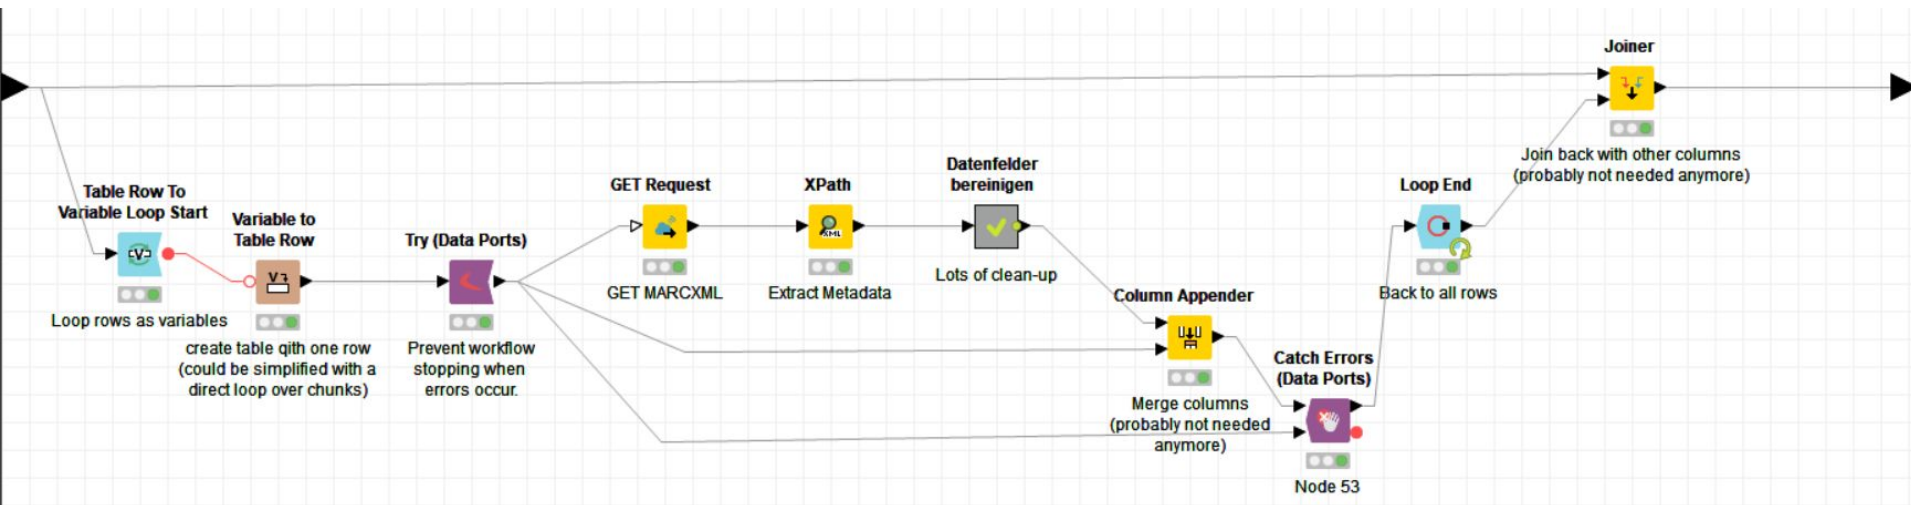 Joiner
Join back with other columns
(probably not needed anymore)
Table Row To
Variable Loop Start
Loop rows as variables
Variable to
Table Row
create table qith one row
(could be simplified with a
direct loop over chunks)
Try (Data Ports)
Prevent workflow
stopping when
errors occur.
GET Request
GET MARCXML
XPath
XML
Extract Metadata
Datenfelder
bereinigen
Lots of clean-up
Column Appender
Merge columns
(probably not needed
anymore)
Catch Errors
(Data Ports)
Node 53
Loop End
Back to all rows